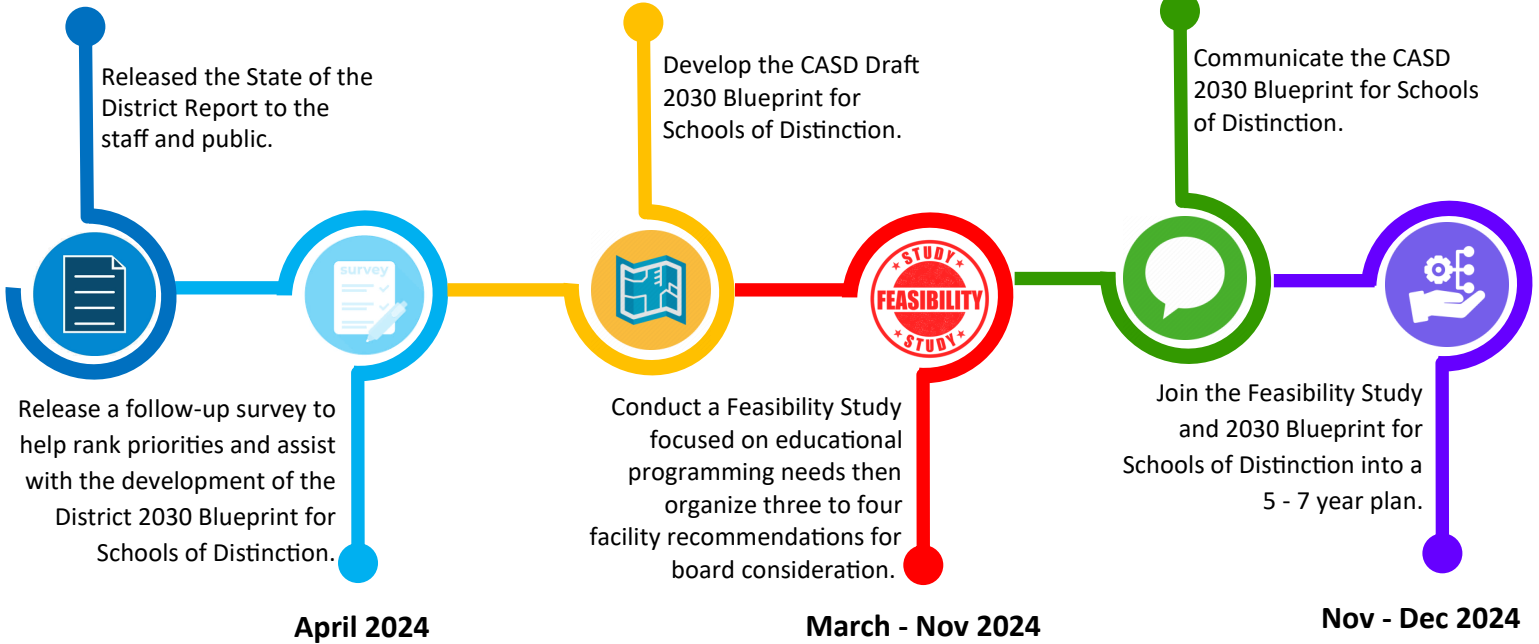 Released the State of the
District Report to the
staff and public.
survey
Release a follow-up survey to
help rank priorities and assist
with the development of the
District 2030 Blueprint for
Schools of Distinction.
April 2024
Develop the CASD Draft
2030 Blueprint for
Schools of Distinction.
STUDY
FEASIBILITY
STUDY
Conduct a Feasibility Study
focused on educational
programming needs then
organize three to four
facility recommendations for
board consideration.
March - Nov 2024
Communicate the CASD
2030 Blueprint for Schools
of Distinction.
Join the Feasibility Study
and 2030 Blueprint for
Schools of Distinction into a
5 - 7 year plan.
Nov - Dec 2024